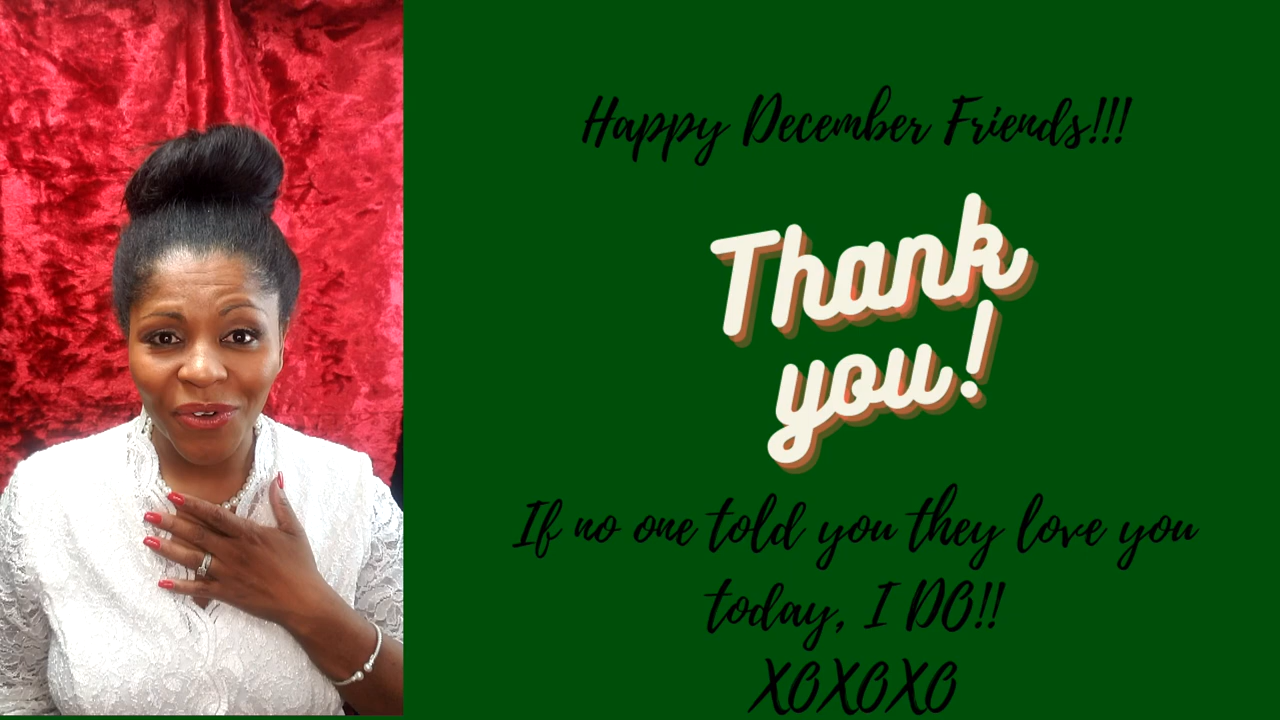 Happy December Friends!!!
Thank
you!
If no one told you they love you
today, I DO!!
XOXOXO